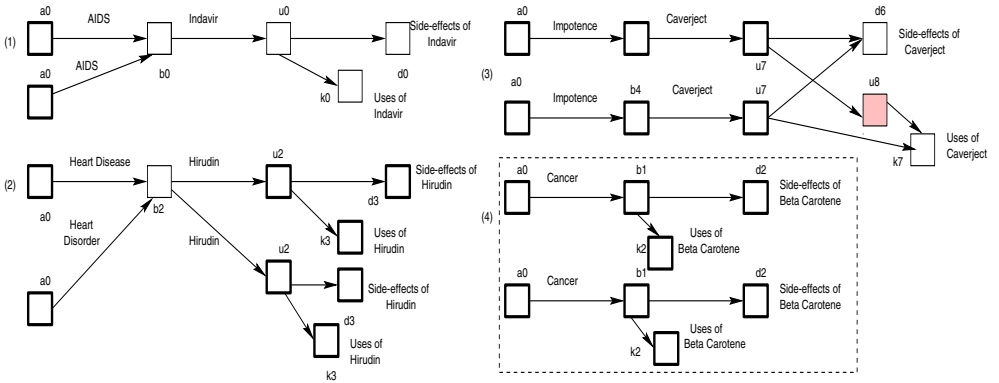 (1)
a0
AIDS
Indavir
u0
Side-effects of
Indavir
a0
AIDS
b0
d0
k0
Uses of
Indavir
(2)
Heart Disease
Hirudin
u2
Side-effects of
Hirudin
a0
b2
d3
Heart
Disorder
Hirudin
k3
Uses of
Hirudin
u2
a0
Side-effects of
Hirudin
d3
Uses of
Hirudin
k3
(3)
a0
Impotence
Caverject
d6
Side-effects of
Caverject
u7
a0
Impotence
b4
Caverject
u7
u8
Uses of
Caverject
k7
(4)
a0
Cancer
b1
d2
Side-effects of
Beta Carotene
Uses of
Beta Carotene
k2
a0
Cancer
b1
d2
Side-effects of
Beta Carotene
Uses of
Beta Carotene
k2